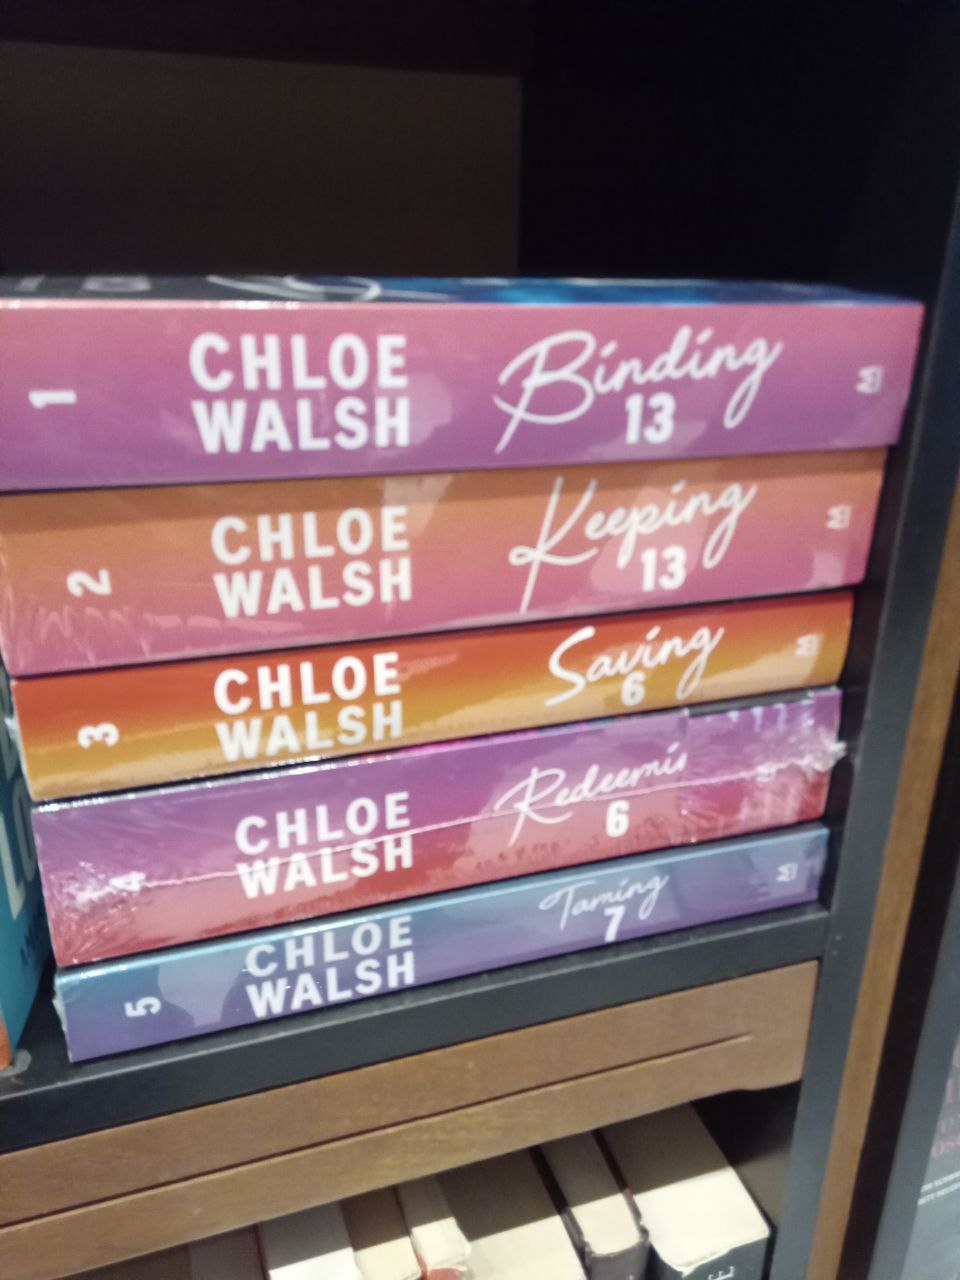 1
CHLOE
WALSH
Binding
13
2
CHLOE
WALSH
Keeping
13
3
CHLOE
WALSH
Saving
6
4
CHLOE
WALSH
6
5
CHLOE
WALSH
Taming
7